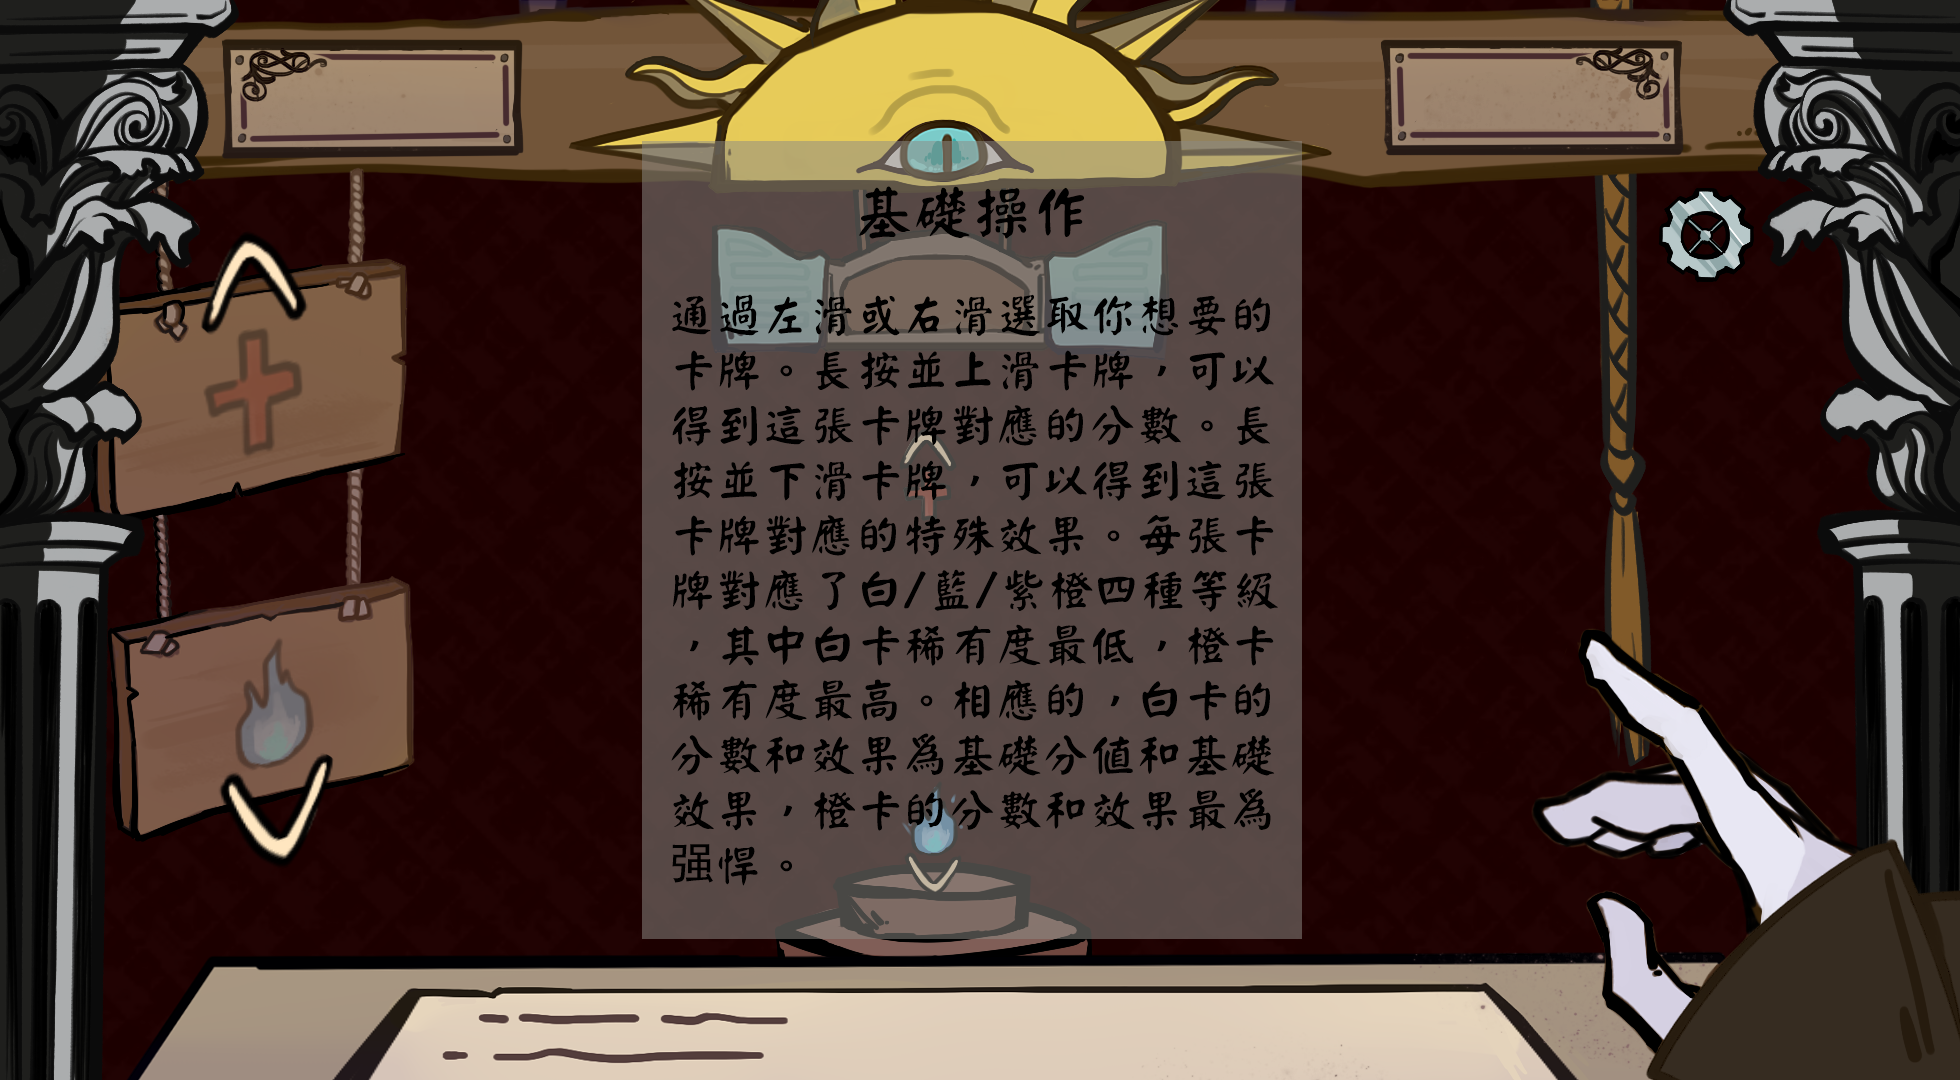 基礎操作
通過左滑或右滑選取你想要的
卡牌。長按並上滑卡牌，可以
得到這張卡牌對應的分數。長
按並下滑卡牌，可以得到這張
卡牌對應的特殊效果。每張卡
牌對應了白/藍/紫橙四種等級
，其中白卡稀有度最低，橙卡
稀有度最高。相應的，白卡的
分數和效果爲基礎分值和基礎
效果，橙卡的分數和效果最爲
强悍。